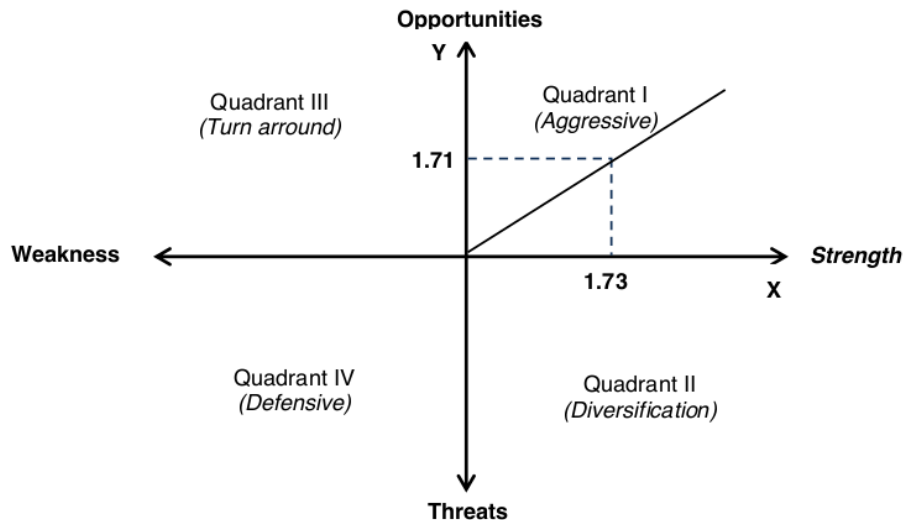 Opportunities
Y
Quadrant III
(Turn arround)
Quadrant I
(Aggressive)
1.71
Weakness
Strength
1.73
X
Quadrant IV
(Defensive)
Quadrant II
(Diversification)
Threats